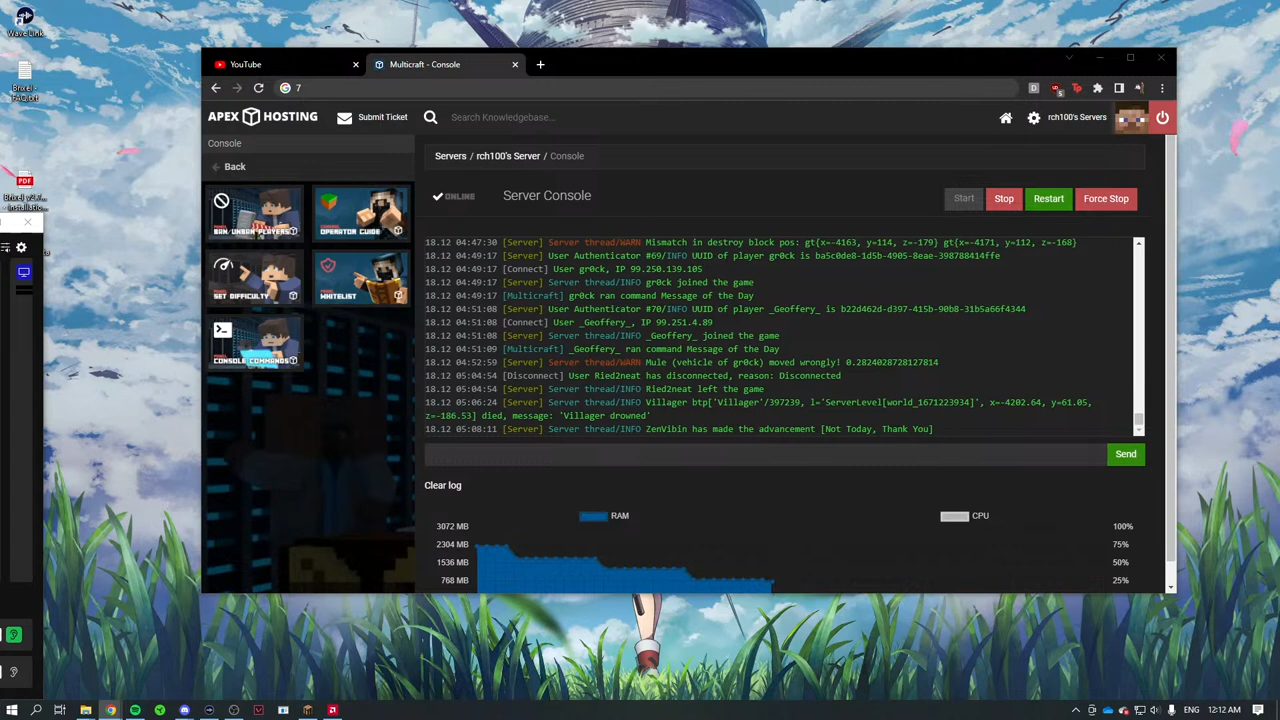 Wave Link
Brixel -
FAQ.txt
PDF
Brixel v2.7...
YouTube
Multicraft - Console
7
APEX HOSTING
Submit Ticket
Search Knowledgebase...
rch100's Servers
Console
Back
BAN/UNBAN PLAYERS
OPERATOR GUIDE
SET DIFFICULTY
WHITELIST
CONSOLE COMMANDS
Servers / rch100's Server / Console
ONLINE
Server Console
Start
Stop
Restart
Force Stop
18.12 04:47:30 [Server] Server thread/WARN Mismatch in destroy block pos: gt{x=-4163, y=114, z=-179} gt{x=-4171, y=112, z=-168}
18.12 04:49:17 [Server] User Authenticator #69/INFO UUID of player gr0ck is ba5c0de8-1d5b-4905-8eae-398788414ffe
18.12 04:49:17 [Connect] User gr0ck, IP 99.250.139.105
18.12 04:49:17 [Server] Server thread/INFO gr0ck joined the game
18.12 04:49:17 [Multicraft] gr0ck ran command Message of the Day
18.12 04:51:08 [Server] User Authenticator #70/INFO UUID of player _Geoffery_ is b22d462d-d397-415b-90b8-31b5a66f4344
18.12 04:51:08 [Connect] User _Geoffery_, IP 99.251.4.89
18.12 04:51:08 [Server] Server thread/INFO _Geoffery_ joined the game
18.12 04:51:09 [Multicraft] _Geoffery_ ran command Message of the Day
18.12 04:52:59 [Server] Server thread/WARN Mule (vehicle of gr0ck) moved wrongly! 0.2824028728127814
18.12 05:04:54 [Disconnect] User Ried2neat has disconnected, reason: Disconnected
18.12 05:04:54 [Server] Server thread/INFO Ried2neat left the game
18.12 05:06:24 [Server] Server thread/INFO Villager btp['Villager'/397239, l='ServerLevel[world_1671223934]', x=-4202.64, y=61.05,
z=-186.53] died, message: 'Villager drowned'
18.12 05:08:11 [Server] Server thread/INFO ZenVibin has made the advancement [Not Today, Thank You]
Send
Clear log
RAM
CPU
3072 MB
100%
2304 MB
75%
1536 MB
50%
768 MB
25%
ENG
12:12 AM